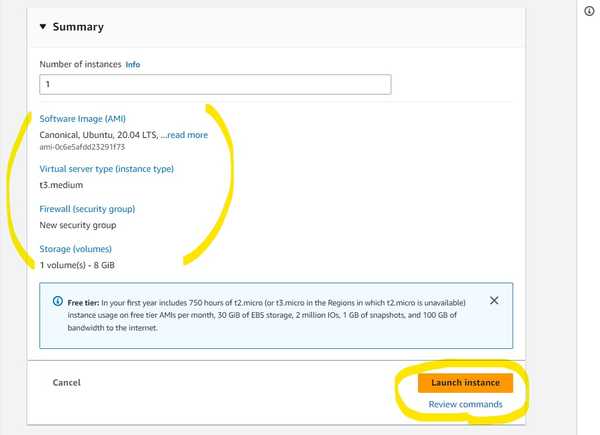 Summary
Number of instances Info
1
Software Image (AMI)
Canonical, Ubuntu, 20.04 LTS, ...read more
ami-0c6e5afdd23291f73
Virtual server type (instance type)
t3.medium
Firewall (security group)
New security group
Storage (volumes)
1 volume(s) - 8 GiB
Free tier: In your first year includes 750 hours of t2.micro (or t3.micro in the Regions in which t2.micro is unavailable)
instance usage on free tier AMIs per month, 30 GiB of EBS storage, 2 million IOs, 1 GB of snapshots, and 100 GB of
bandwidth to the internet.
Cancel
Launch instance
Review commands